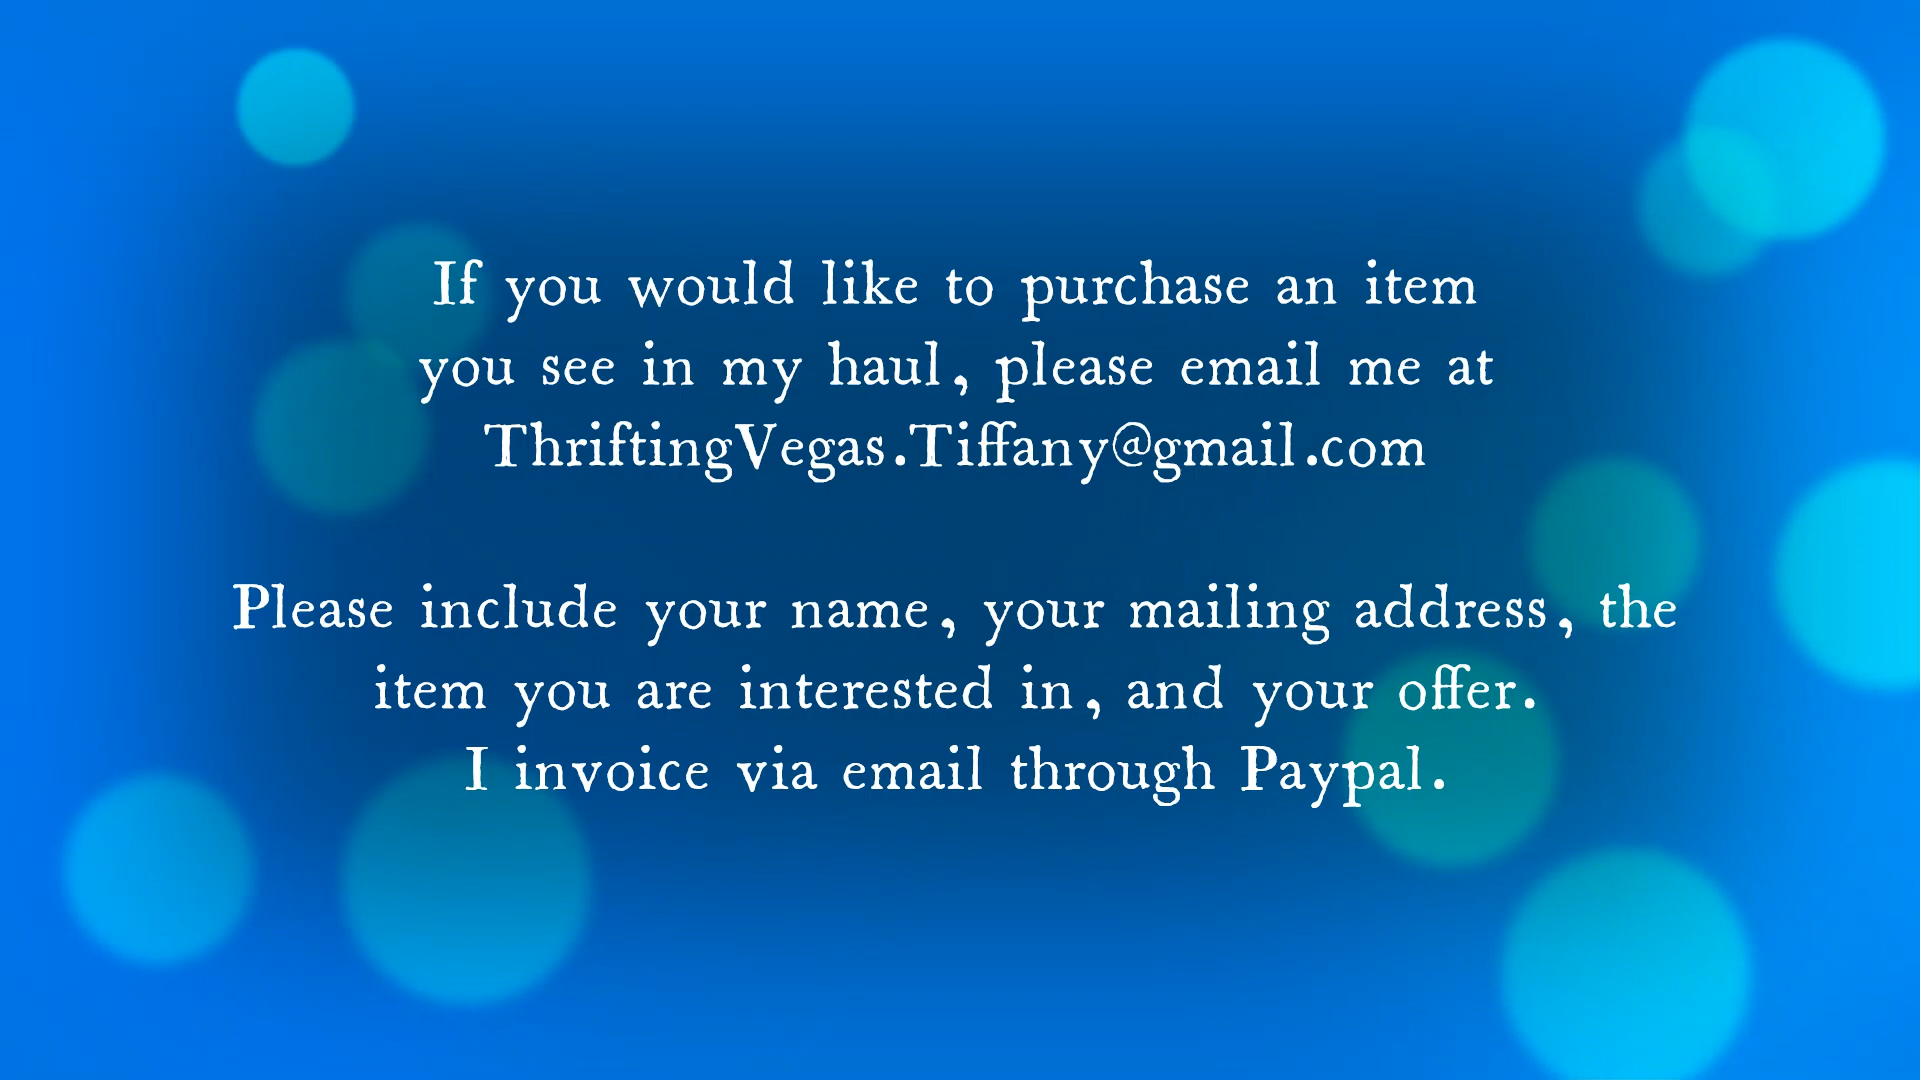 If you would like to purchase an item
you see in my haul, please email me at
ThriftingVegas.Tiffany@gmail.com
Please include your name, your mailing address, the
item you are interested in, and your offer.
I invoice via email through Paypal.